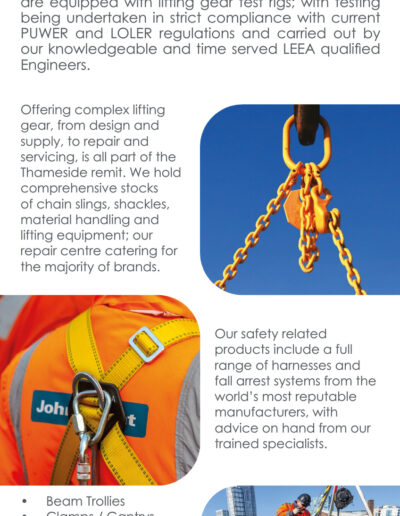 are equipped with lifting gear test rigs; with testing
being undertaken in strict compliance with current
PUWER and LOLER regulations and carried out by
our knowledgeable and time served LEEA qualified
Engineers.
Offering complex lifting
gear, from design and
supply, to repair and
servicing, is all part of the
Thameside remit. We hold
comprehensive stocks
of chain slings, shackles,
material handling and
lifting equipment; our
repair centre catering for
the majority of brands.
Our safety related
products include a full
range of harnesses and
fall arrest systems from the
world's most reputable
manufacturers, with
advice on hand from our
trained specialists.
• Beam Trollies
• Clamps / Gantrys